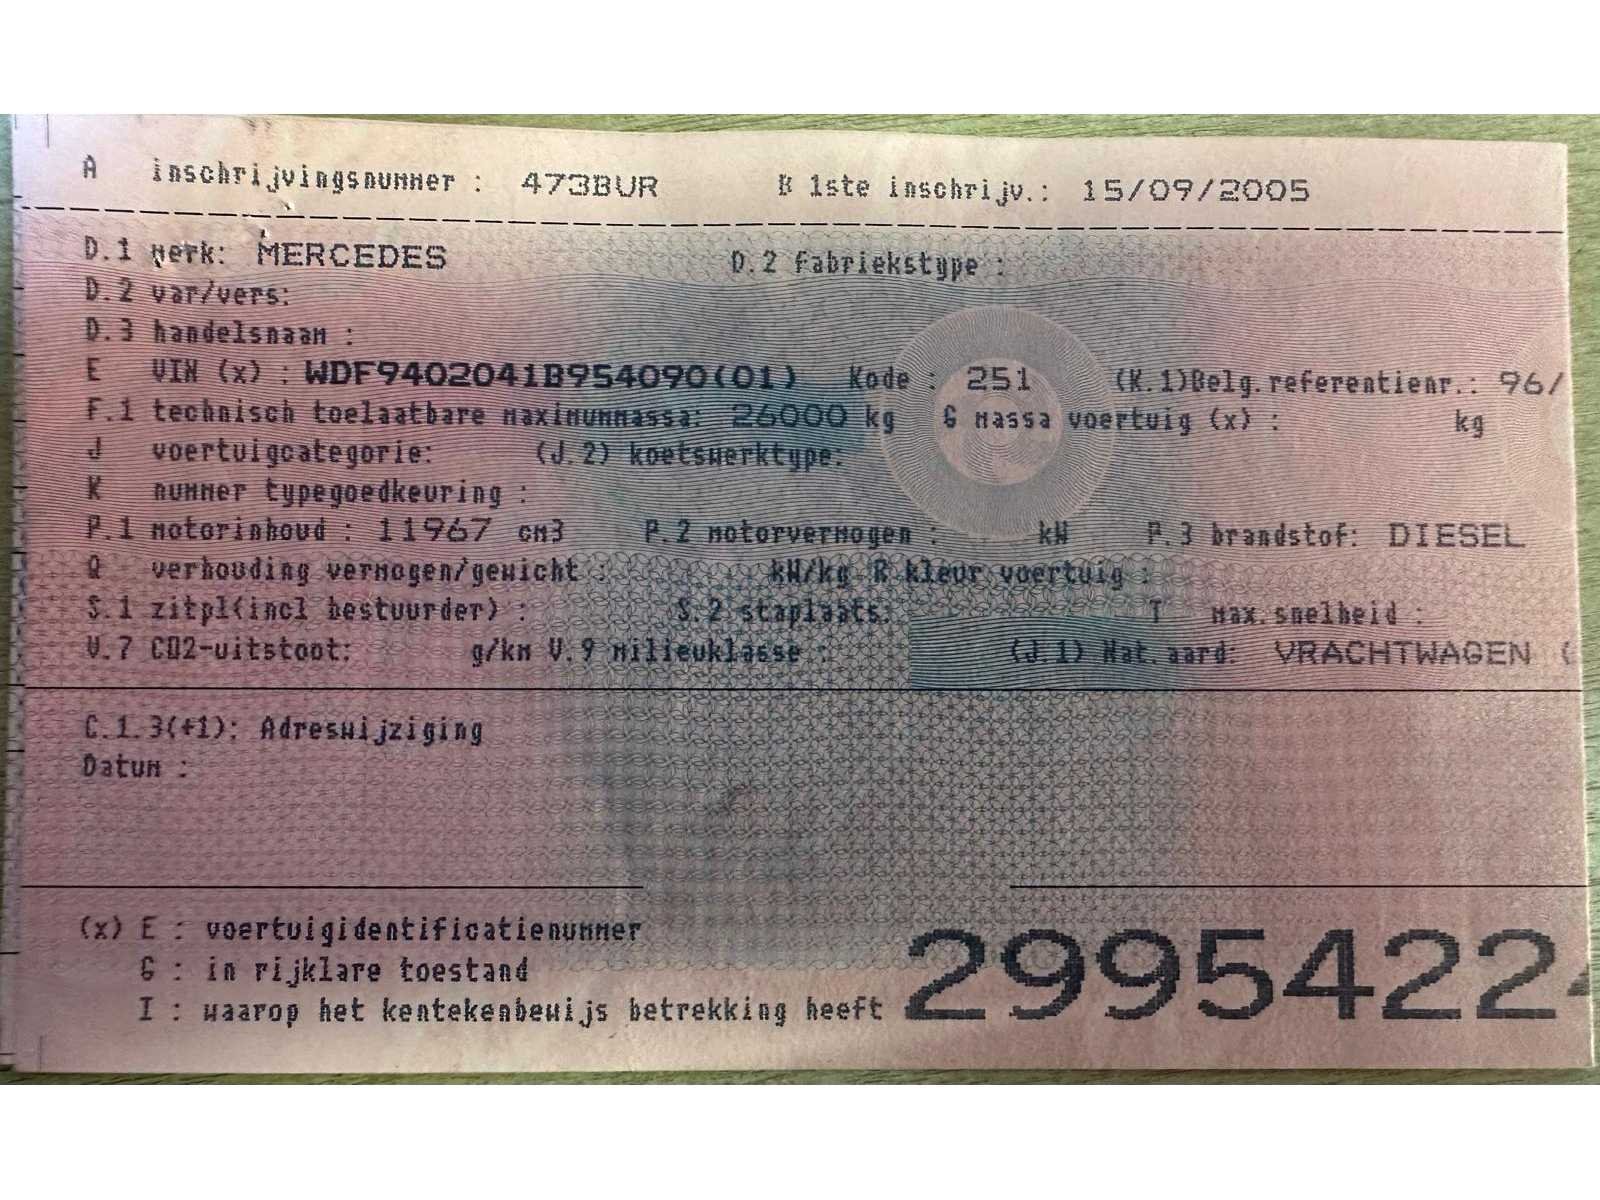 A inschrijvingsnummer : 473BUR B 1ste inschrijv.: 15/09/2005
D.1 merk: MERCEDES D.2 fabriekstype :
D.2 var/vers:
D.3 handelsnaam :
E VIN (x) : WDF9402041B954090(01) Kode : 251 (K.1)Belg.referentienr.: 96/
F.1 technisch toelaatbare maximummassa: 26000 kg G massa voertuig (x) : kg
J voertuigcategorie: (J.2) koetswerktype:
K nummer typegoedkeuring :
P.1 motorinhoud : 11967 cm3 P.2 motorvermogen : kW P.3 brandstof: DIESEL
Q verhouding vermogen/gewicht : kW/kg R kleur voertuig :
S.1 zitpl(incl bestuurder) : S.2 staplaats: T max.snelheid :
V.7 CO2-uitstoot: g/km V.9 milieuklasse : (J.1) Nat.aard: VRACHTWAGEN (
C.1.3(+1): Adreswijziging
Datum :
(x) E : voertuigidentificatienummer
G : in rijklare toestand
I : waarop het kentekenbewijs betrekking heeft
2995422